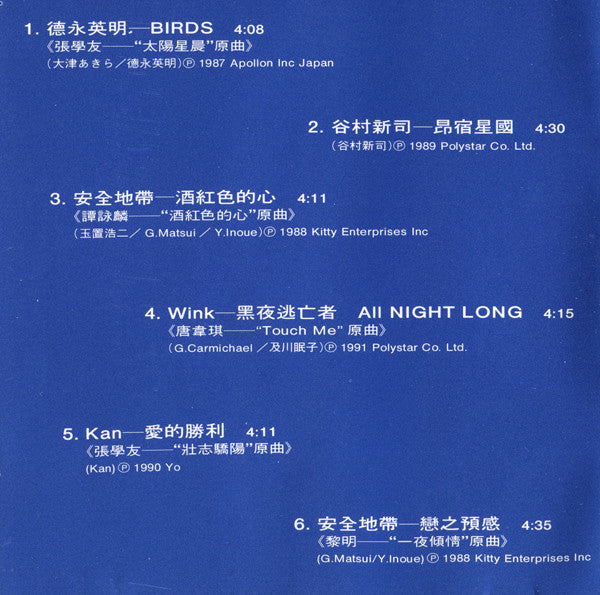 1. 德永英明—BIRDS 4:08
《張學友——“太陽星晨”原曲》
(大津あきら／德永英明)Ⓟ 1987 Apollon Inc Japan
2. 谷村新司—昂宿星國 4:30
(谷村新司)Ⓟ 1989 Polystar Co. Ltd.
3. 安全地帶—酒紅色的心 4:11
《譚詠麟——“酒紅色的心”原曲》
(玉置浩二／G.Matsui／Y.Inoue)Ⓟ 1988 Kitty Enterprises Inc
4. Wink—黑夜逃亡者 All NIGHT LONG 4:15
《唐韋琪——“Touch Me”原曲》
(G.Carmichael／及川眠子)Ⓟ 1991 Polystar Co. Ltd.
5. Kan—愛的勝利 4:11
《張學友——“壯志驕陽”原曲》
(Kan)Ⓟ 1990 Yo
6. 安全地帶—戀之預感 4:35
《黎明——“一夜傾情”原曲》
(G.Matsui/Y.Inoue)Ⓟ 1988 Kitty Enterprises Inc